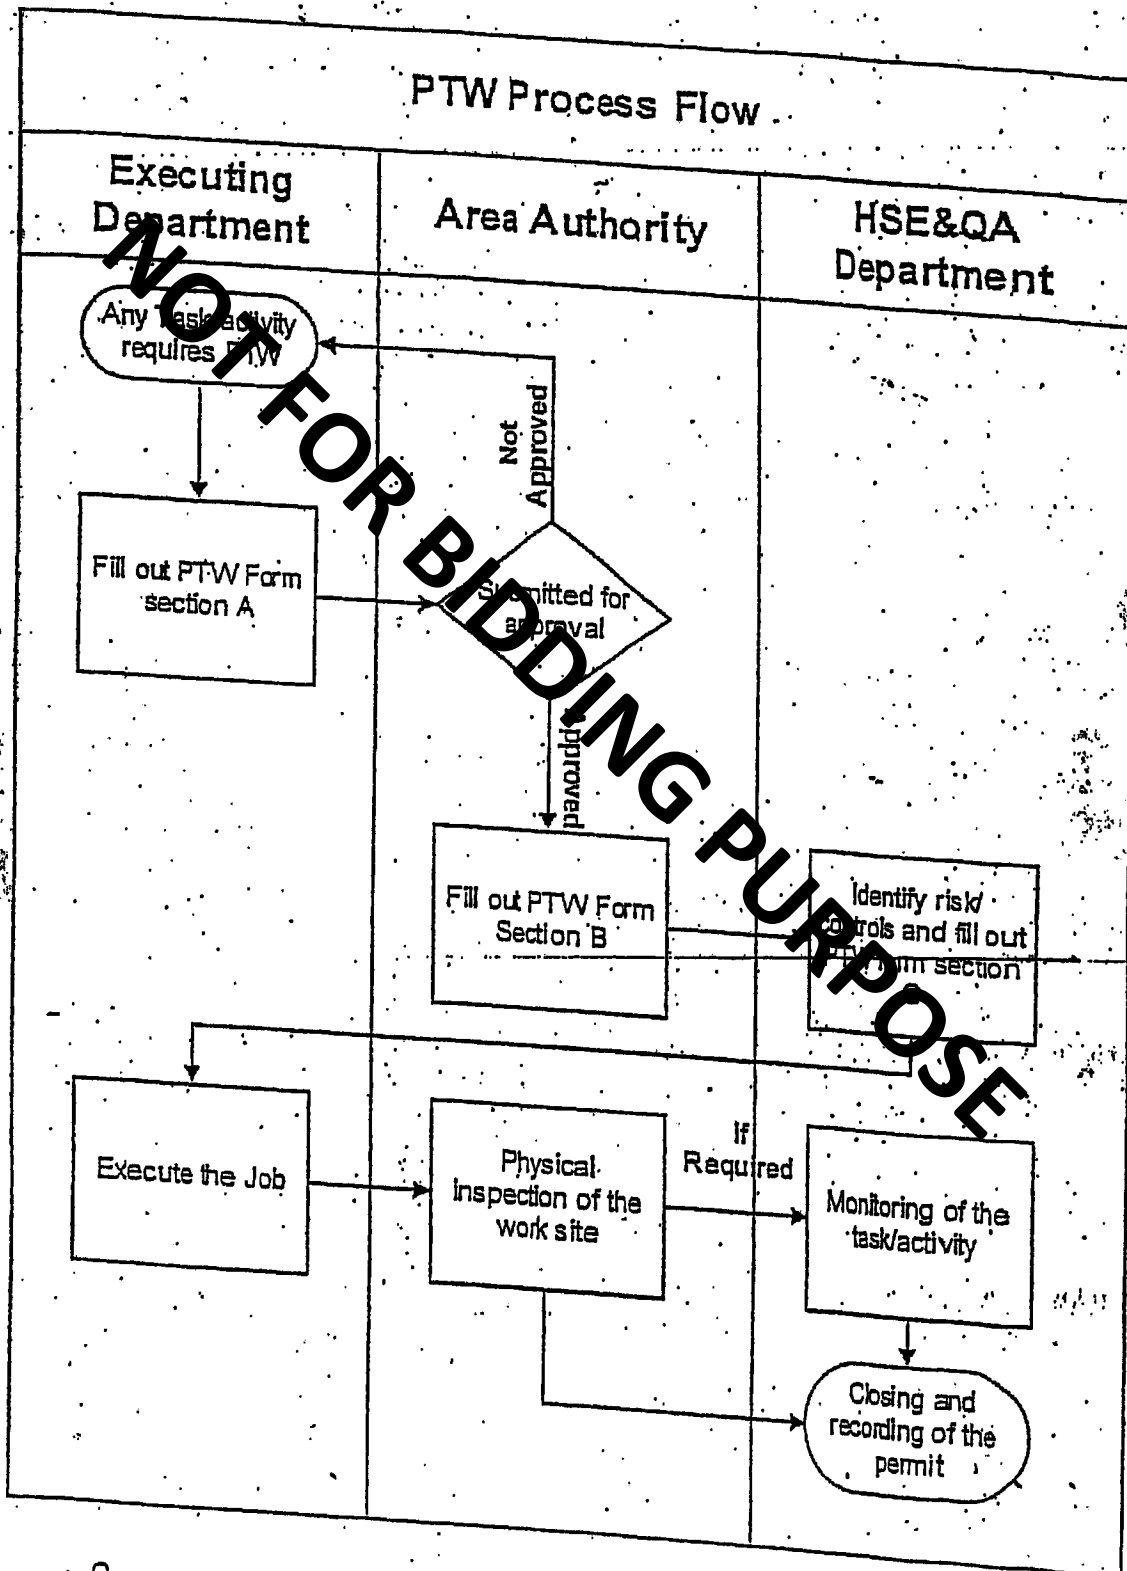 PTW Process Flow
Executing
Department
Area Authority
HSE&QA
Department
Any Task/activity
requires PTW
Not
Approved
Fill out PTW Form
section A
Submitted for
approval
Approved
Fill out PTW Form
Section B
Identify risk/
controls and fill out
PTW form section
Execute the Job
Physical
inspection of the
work site
If
Required
Monitoring of the
task/activity
Closing and
recording of the
permit
NOT FOR BIDDING PURPOSE